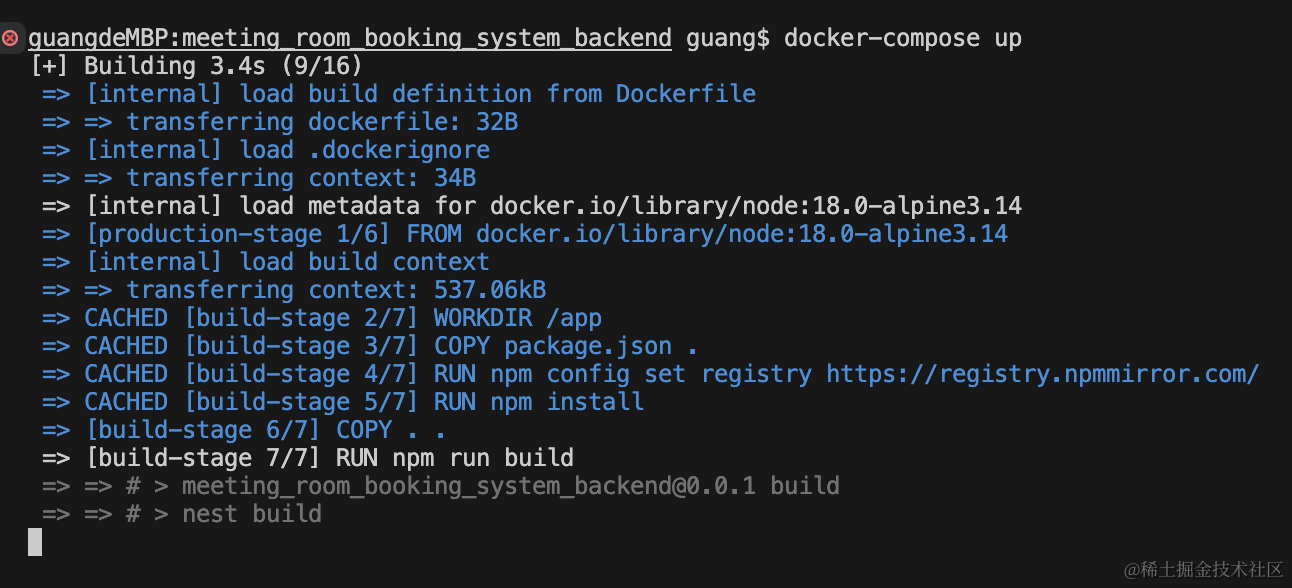 guangdeMBP:meeting_room_booking_system_backend guang$ docker-compose up
[+] Building 3.4s (9/16)
=> [internal] load build definition from Dockerfile
=> => transferring dockerfile: 32B
=> [internal] load .dockerignore
=> => transferring context: 34B
=> [internal] load metadata for docker.io/library/node:18.0-alpine3.14
=> [production-stage 1/6] FROM docker.io/library/node:18.0-alpine3.14
=> [internal] load build context
=> => transferring context: 537.06kB
=> CACHED [build-stage 2/7] WORKDIR /app
=> CACHED [build-stage 3/7] COPY package.json .
=> CACHED [build-stage 4/7] RUN npm config set registry https://registry.npmmirror.com/
=> CACHED [build-stage 5/7] RUN npm install
=> [build-stage 6/7] COPY . .
=> [build-stage 7/7] RUN npm run build
=> => # > meeting_room_booking_system_backend@0.0.1 build
=> => # > nest build
@稀土掘金技术社区